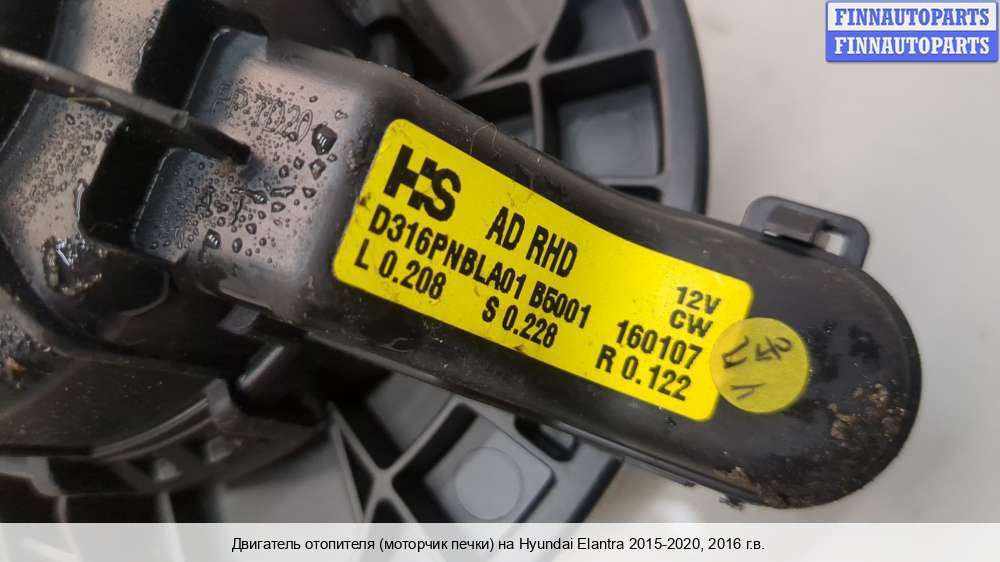 FINNAUTOPARTS
FINNAUTOPARTS
HS
AD RHD
12V
CW
D316PNBLA01 B5001 160107
L 0.208 S 0.228 R 0.122
Двигатель отопителя (моторчик печки) на Hyundai Elantra 2015-2020, 2016 г.в.